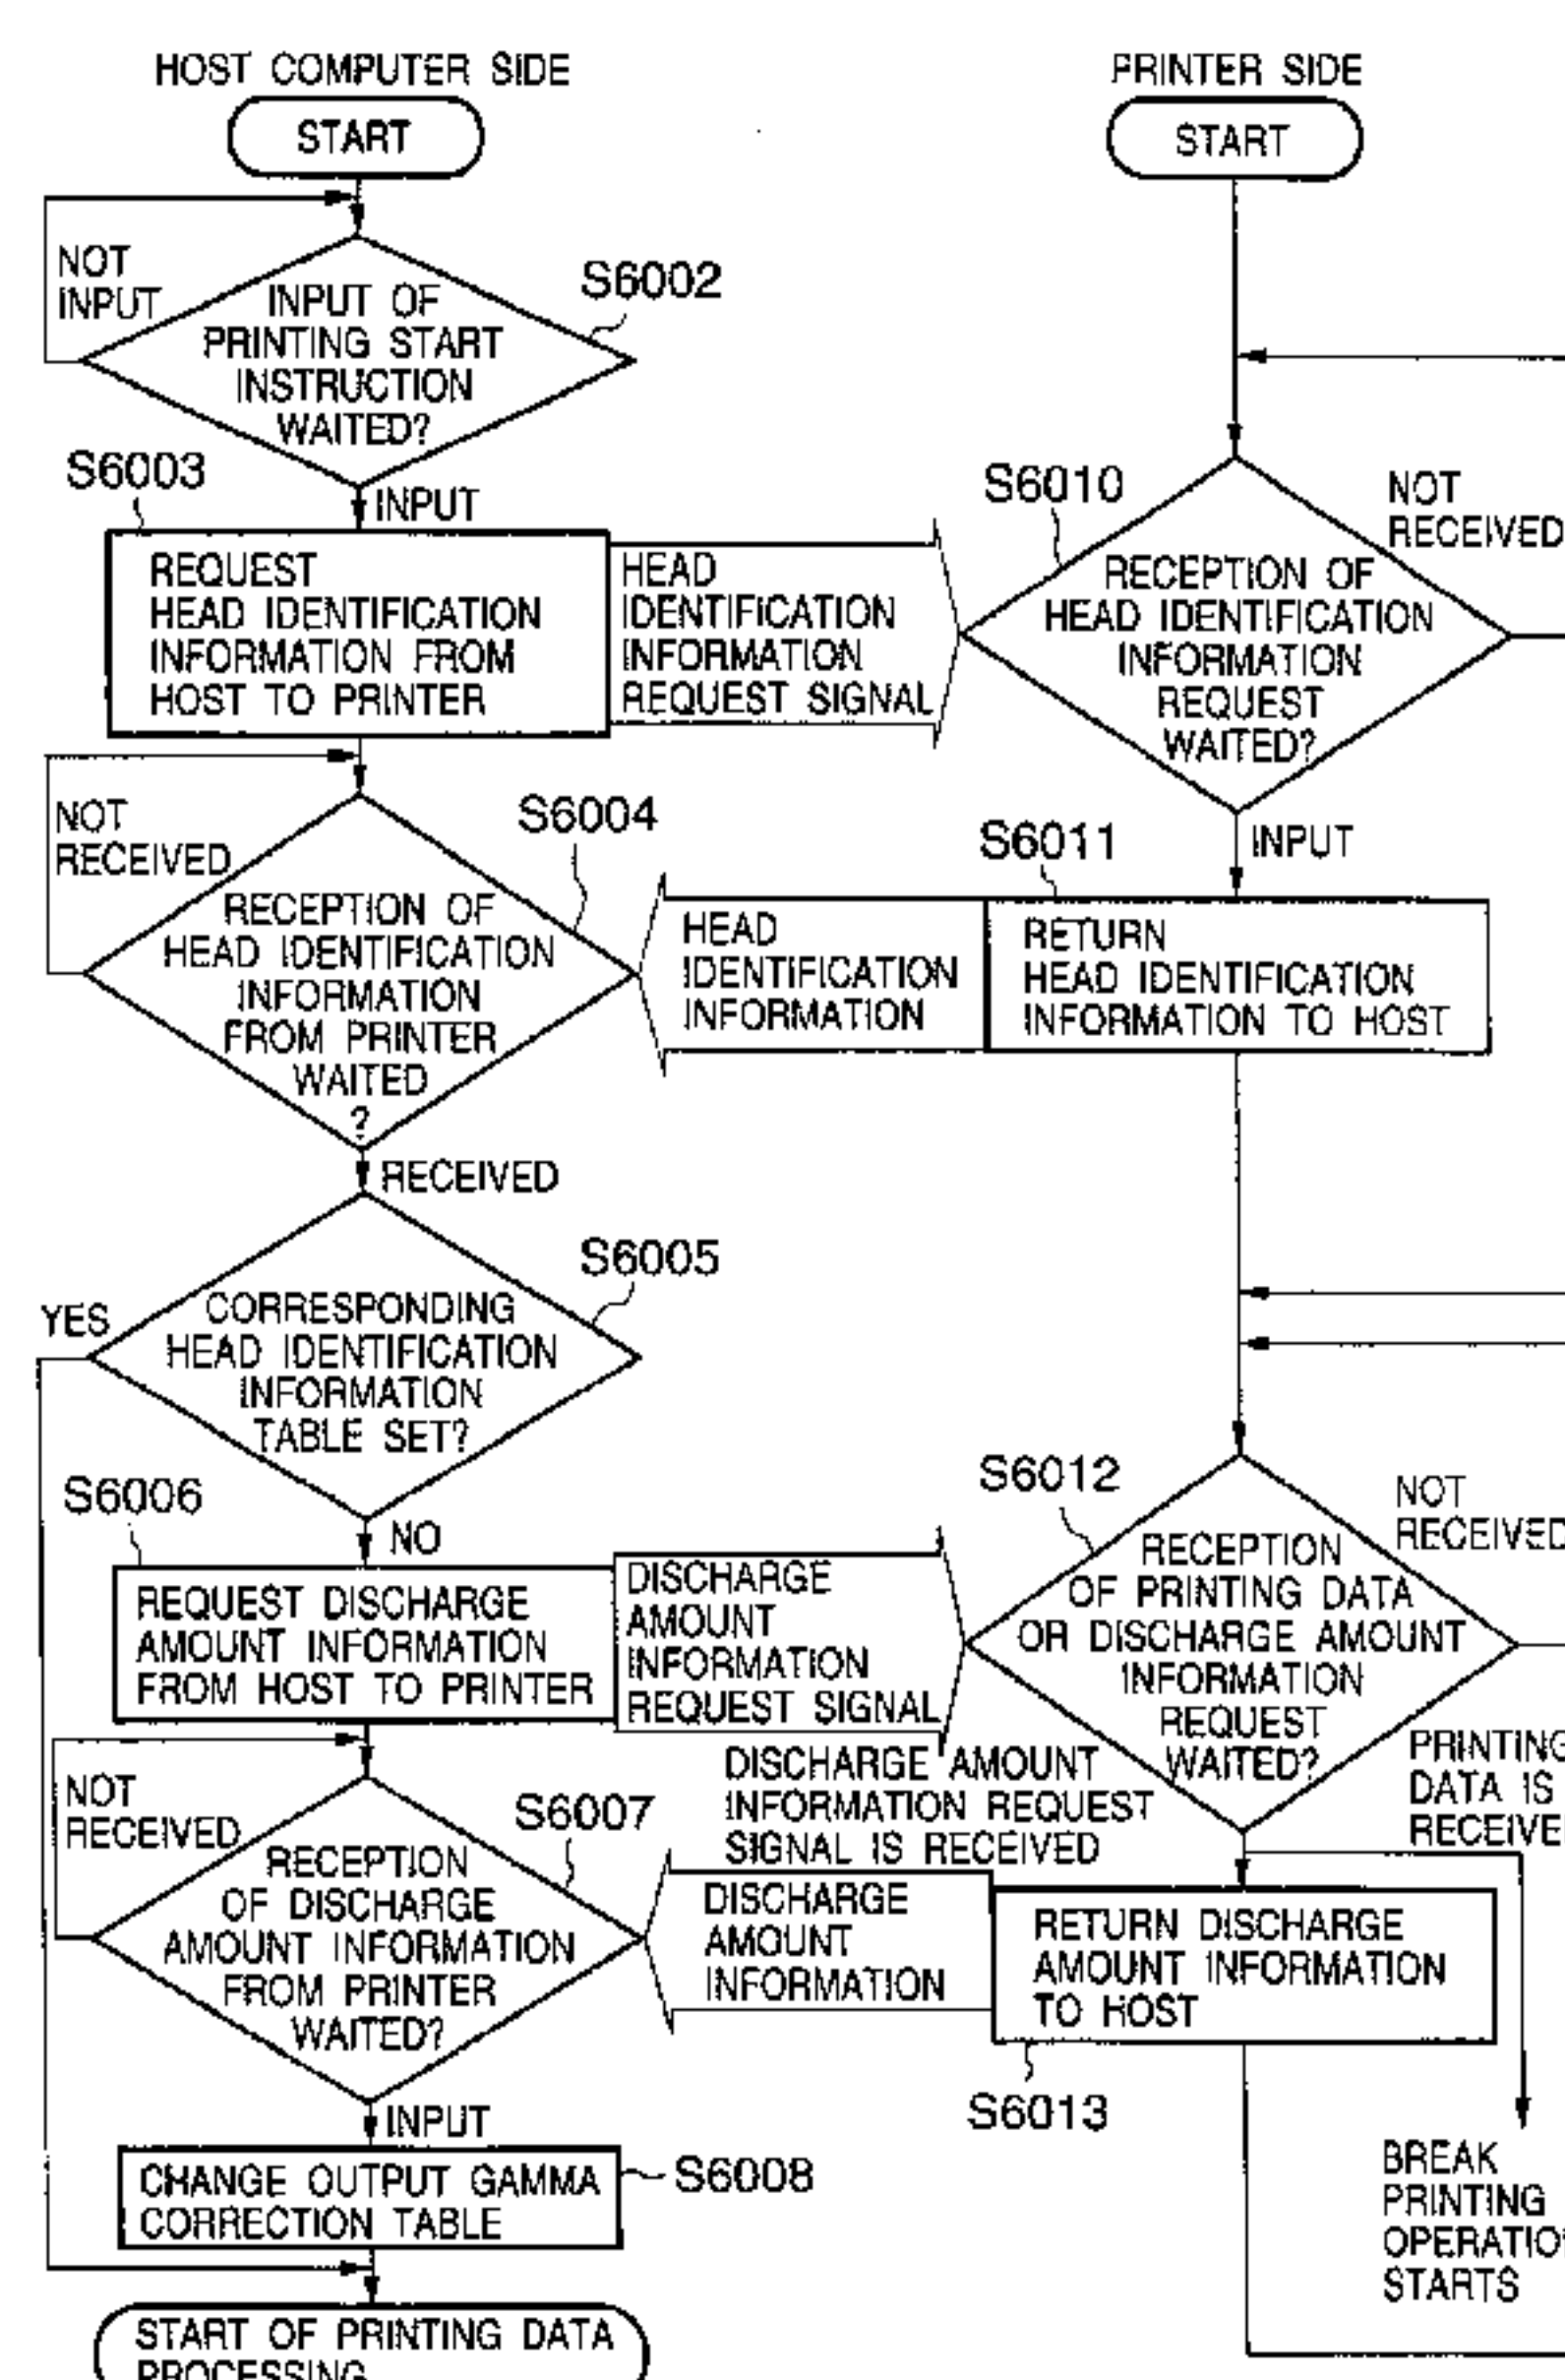 HOST COMPUTER SIDE
START
NOT
INPUT
INPUT OF
PRINTING START
INSTRUCTION
WAITED?
S6002
S6003
INPUT
REQUEST
HEAD IDENTIFICATION
INFORMATION FROM
HOST TO PRINTER
HEAD
IDENTIFICATION
INFORMATION
REQUEST SIGNAL
NOT
RECEIVED
S6004
RECEPTION OF
HEAD IDENTIFICATION
INFORMATION
FROM PRINTER
WAITED
?
RECEIVED
YES
S6005
CORRESPONDING
HEAD IDENTIFICATION
INFORMATION
TABLE SET?
S6006
NO
REQUEST DISCHARGE
AMOUNT INFORMATION
FROM HOST TO PRINTER
DISCHARGE
AMOUNT
INFORMATION
REQUEST SIGNAL
NOT
RECEIVED
S6007
RECEPTION
OF DISCHARGE
AMOUNT INFORMATION
FROM PRINTER
WAITED?
INPUT
CHANGE OUTPUT GAMMA
CORRECTION TABLE
S6008
START OF PRINTING DATA
PROCESSING
PRINTER SIDE
START
S6010
NOT
RECEIVED
RECEPTION OF
HEAD IDENTIFICATION
INFORMATION
REQUEST
WAITED?
INPUT
S6011
HEAD
IDENTIFICATION
INFORMATION
RETURN
HEAD IDENTIFICATION
INFORMATION TO HOST
S6012
NOT
RECEIVED
RECEPTION
OF PRINTING DATA
OR DISCHARGE AMOUNT
INFORMATION
REQUEST
WAITED?
DISCHARGE AMOUNT
INFORMATION REQUEST
SIGNAL IS RECEIVED
PRINTING
DATA IS
RECEIVE
DISCHARGE
AMOUNT
INFORMATION
RETURN DISCHARGE
AMOUNT INFORMATION
TO HOST
S6013
BREAK
PRINTING
OPERATIO
STARTS